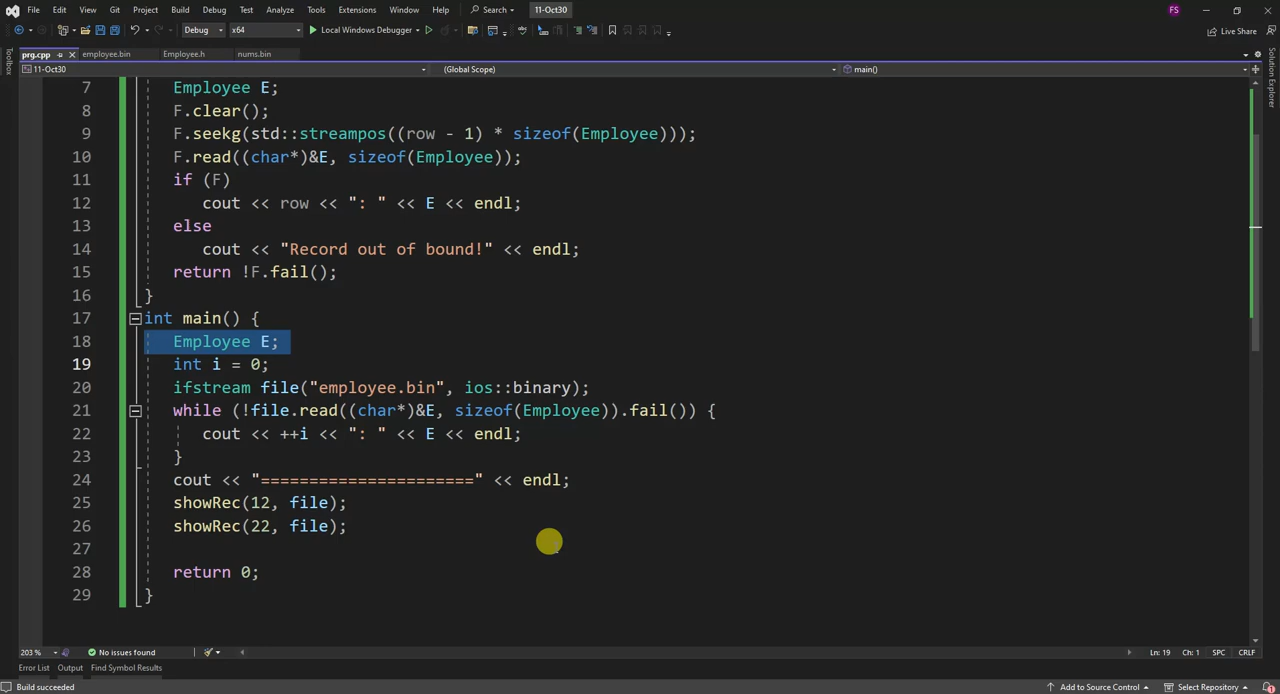 File Edit View Git Project Build Debug Test Analyze Tools Extensions Window Help Search 11-Oct30 FS
Debug x64 Local Windows Debugger Live Share
prg.cpp employee.bin Employee.h nums.bin
11-Oct30 (Global Scope) main()
Toolbox
Solution Explorer
7 Employee E;
8 F.clear();
9 F.seekg(std::streampos((row - 1) * sizeof(Employee)));
10 F.read((char*)&E, sizeof(Employee));
11 if (F)
12 cout << row << ": " << E << endl;
13 else
14 cout << "Record out of bound!" << endl;
15 return !F.fail();
16 }
17 int main() {
18 Employee E;
19 int i = 0;
20 ifstream file("employee.bin", ios::binary);
21 while (!file.read((char*)&E, sizeof(Employee)).fail()) {
22 cout << ++i << ": " << E << endl;
23 }
24 cout << "======================" << endl;
25 showRec(12, file);
26 showRec(22, file);
27
28 return 0;
29 }
203 % No issues found Ln: 19 Ch: 1 SPC CRLF
Error List Output Find Symbol Results
Build succeeded Add to Source Control Select Repository